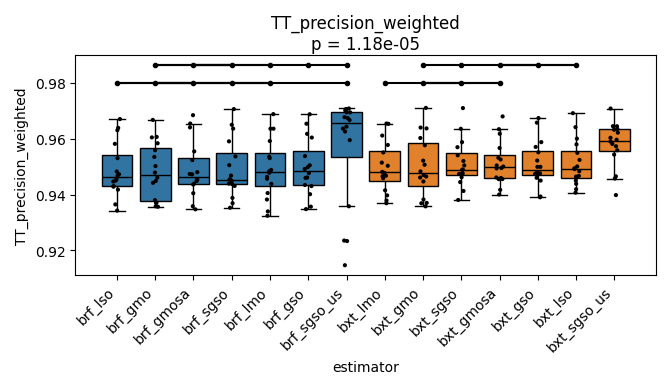 TT_precision_weighted
p = 1.18e-05
TT_precision_weighted
0.98
0.96
0.94
0.92
brf_lso
brf_gmo
brf_gmosa
brf_sgso
brf_lmo
brf_gso
brf_sgso_us
bxt_lmo
bxt_gmo
bxt_sgso
bxt_gmosa
bxt_gso
bxt_lso
bxt_sgso_us
estimator